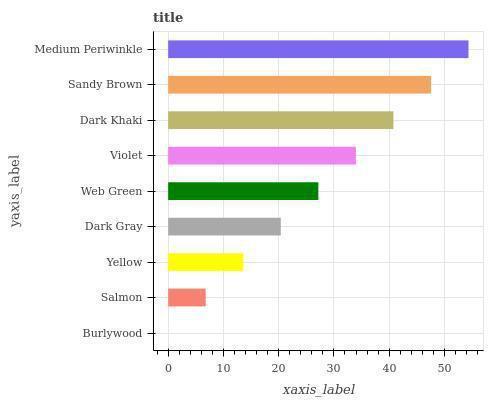 title
yaxis_label
Medium Periwinkle
Sandy Brown
Dark Khaki
Violet
Web Green
Dark Gray
Yellow
Salmon
Burlywood
0 10 20 30 40 50
xaxis_label